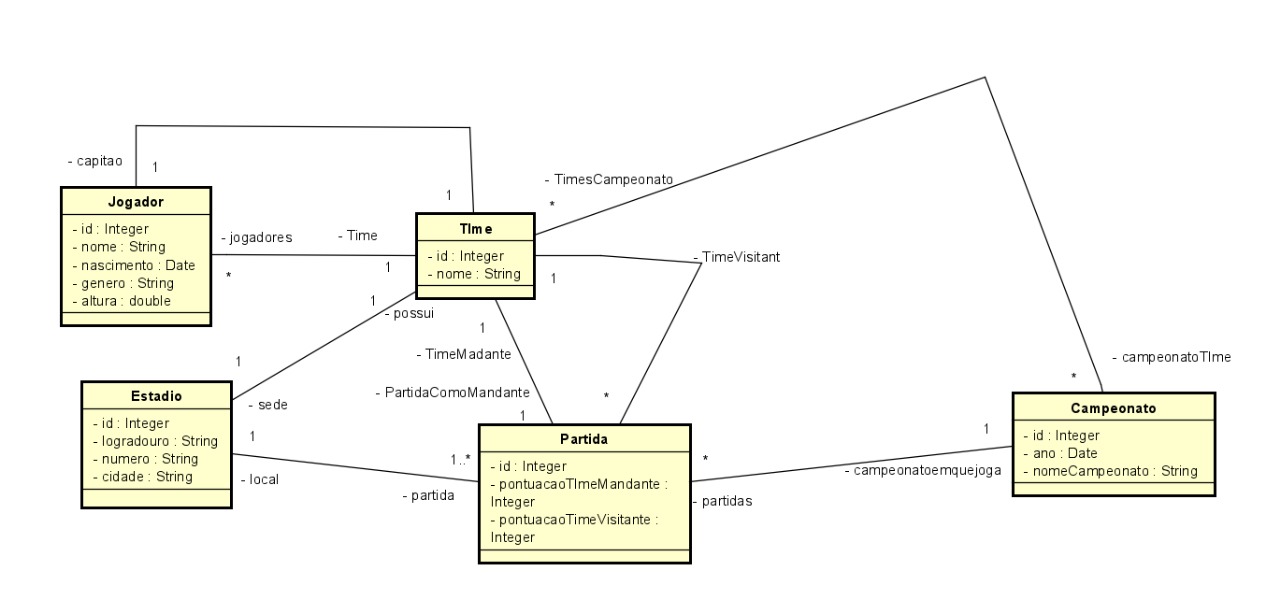 - TimesCampeonato
*
- capitao
1
1
Jogador
- id : Integer
- nome : String
- nascimento : Date
- genero : String
- altura : double
- jogadores
*
- Time
1
TIme
- id : Integer
- nome : String
1
- TimeVisitant
*
1
- possui
1
- sede
1
- TimeMadante
- PartidaComoMandante
1
- campeonatoTIme
*
Estadio
- id : Integer
- logradouro : String
- numero : String
- cidade : String
1
- local
1..*
- partida
Partida
- id : Integer
- pontuacaoTImeMandante :
Integer
- pontuacaoTimeVisitante :
Integer
*
- partidas
1
- campeonatoemquejoga
Campeonato
- id : Integer
- ano : Date
- nomeCampeonato : String